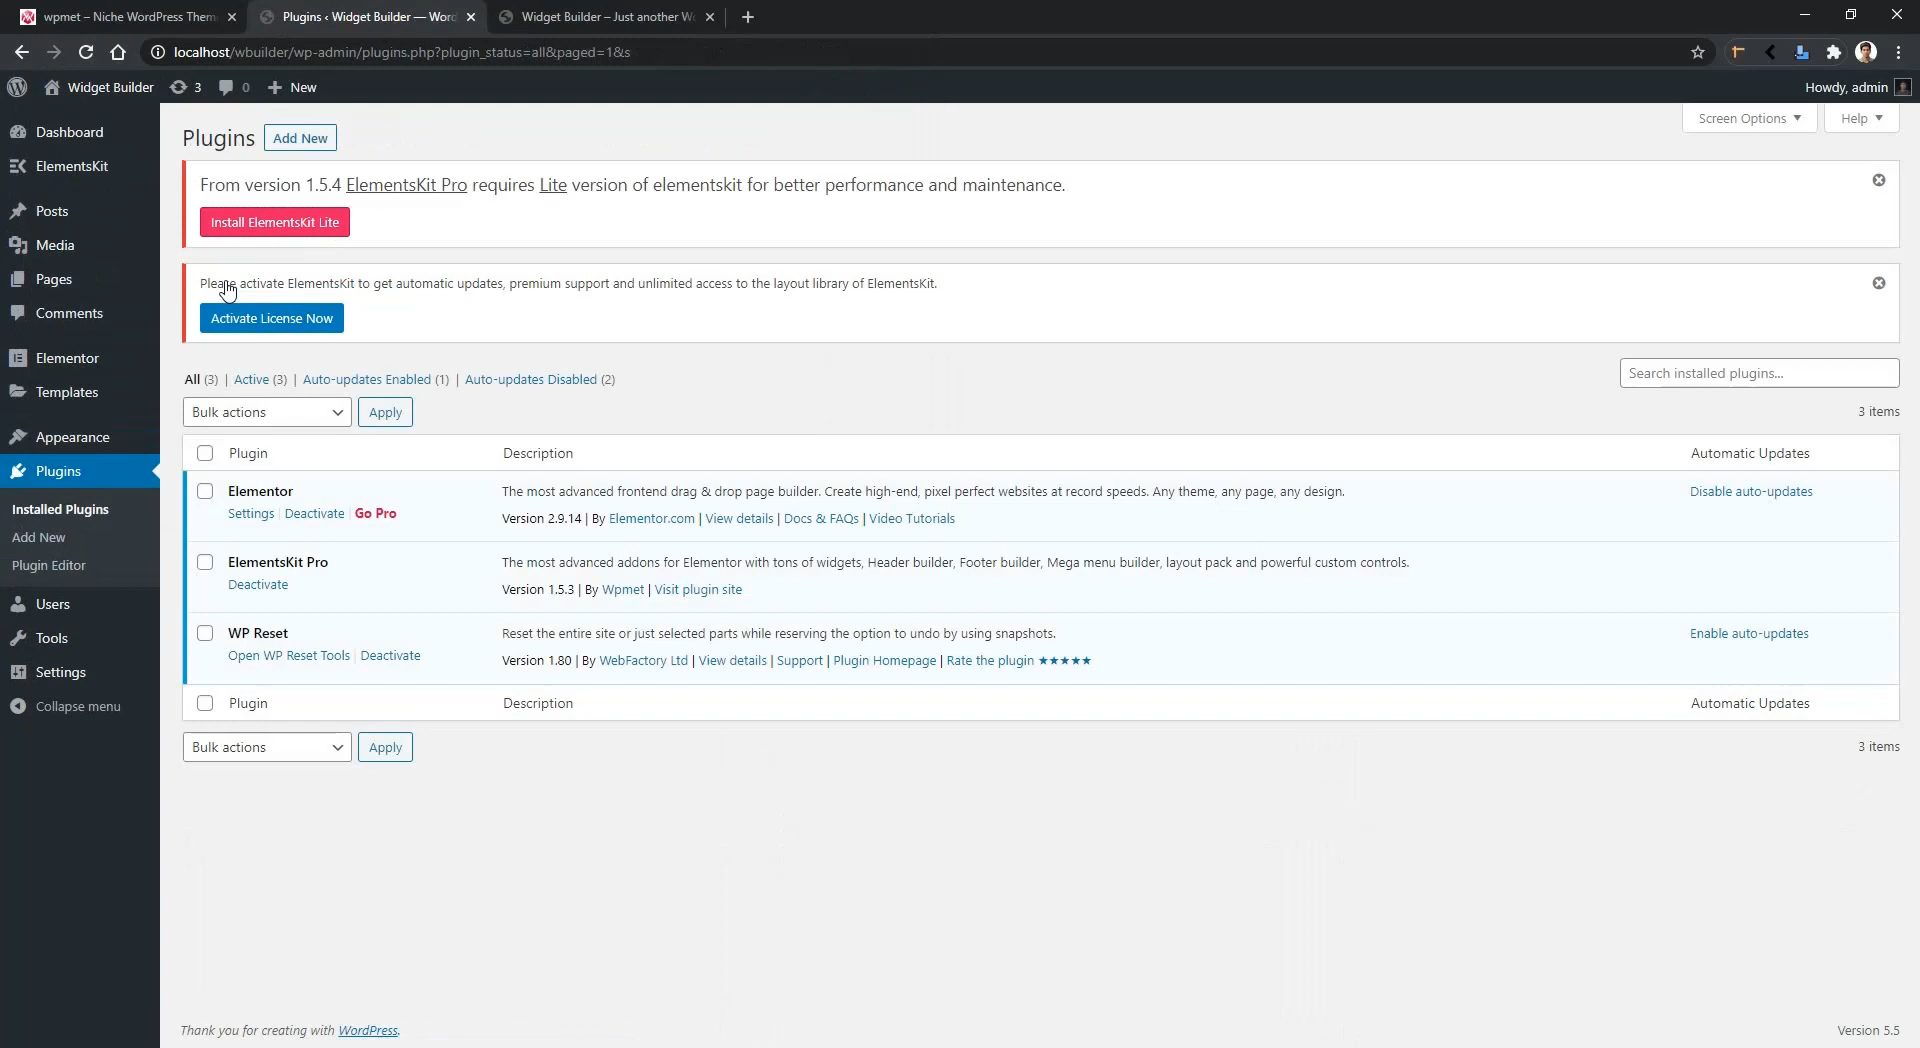 wpmet – Niche WordPress Them
Plugins ‹ Widget Builder — Word
Widget Builder – Just another W
localhost/wbuilder/wp-admin/plugins.php?plugin_status=all&paged=1&s
Widget Builder 3 0 New
Howdy, admin
Dashboard
ElementsKit
Posts
Media
Pages
Comments
Elementor
Templates
Appearance
Plugins
Installed Plugins
Add New
Plugin Editor
Users
Tools
Settings
Collapse menu
Screen Options
Help
Plugins Add New
From version 1.5.4 ElementsKit Pro requires Lite version of elementskit for better performance and maintenance.
Install ElementsKit Lite
Please activate ElementsKit to get automatic updates, premium support and unlimited access to the layout library of ElementsKit.
Activate License Now
All (3) | Active (3) | Auto-updates Enabled (1) | Auto-updates Disabled (2)
Search installed plugins...
Bulk actions Apply
3 items
Plugin Description Automatic Updates
Elementor
Settings | Deactivate | Go Pro
The most advanced frontend drag & drop page builder. Create high-end, pixel perfect websites at record speeds. Any theme, any page, any design.
Version 2.9.14 | By Elementor.com | View details | Docs & FAQs | Video Tutorials
Disable auto-updates
ElementsKit Pro
Deactivate
The most advanced addons for Elementor with tons of widgets, Header builder, Footer builder, Mega menu builder, layout pack and powerful custom controls.
Version 1.5.3 | By Wpmet | Visit plugin site
WP Reset
Open WP Reset Tools | Deactivate
Reset the entire site or just selected parts while reserving the option to undo by using snapshots.
Version 1.80 | By WebFactory Ltd | View details | Support | Plugin Homepage | Rate the plugin ★★★★★
Enable auto-updates
Plugin Description Automatic Updates
Bulk actions Apply
3 items
Thank you for creating with WordPress.
Version 5.5